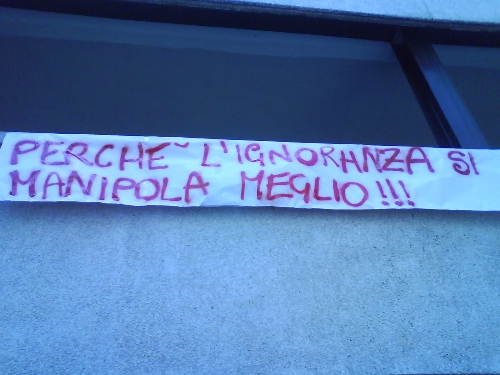 PERCHE˜ L'IGNORANZA SI
MANIPOLA MEGLIO!!!